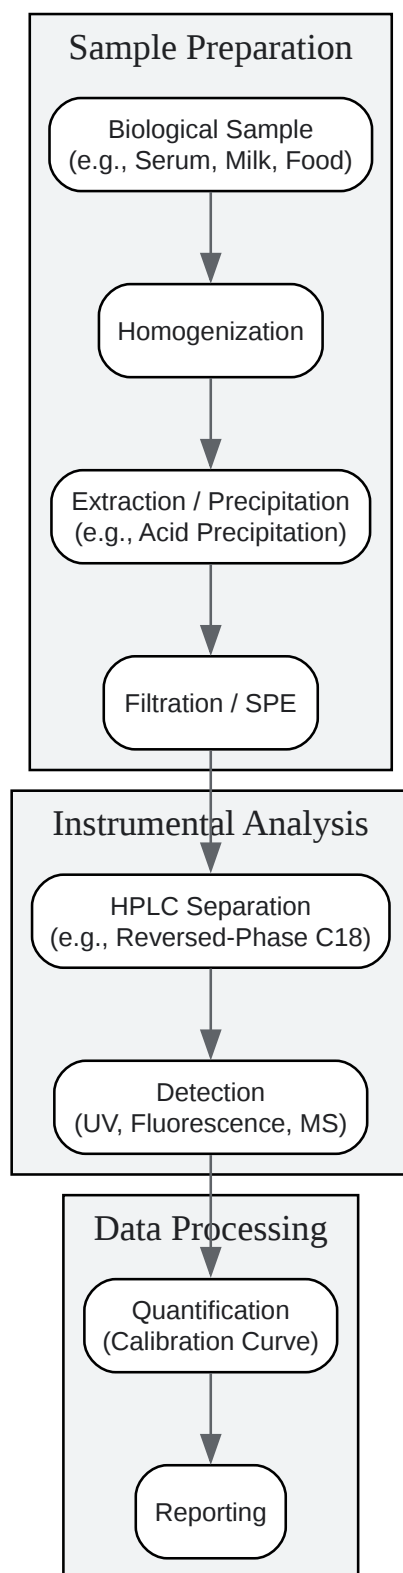 Sample Preparation
Biological Sample
(e.g., Serum, Milk, Food)
Homogenization
Extraction / Precipitation
(e.g., Acid Precipitation)
Filtration / SPE
Instrumental Analysis
HPLC Separation
(e.g., Reversed-Phase C18)
Detection
(UV, Fluorescence, MS)
Data Processing
Quantification
(Calibration Curve)
Reporting